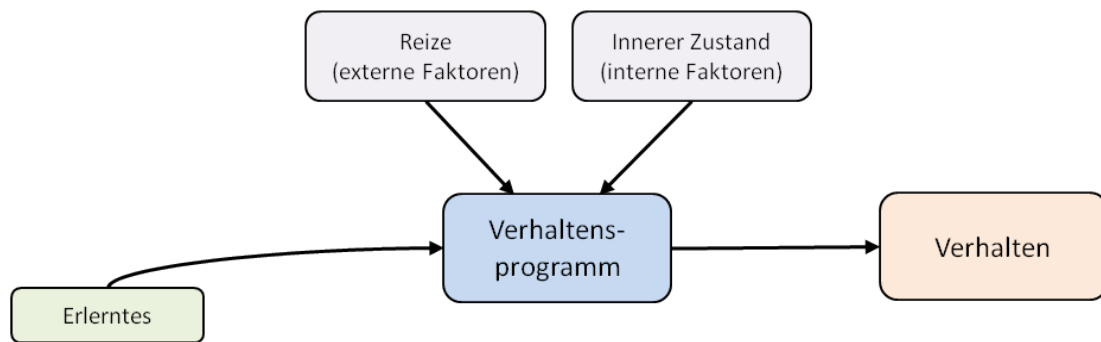 Reize
(externe Faktoren)
Innerer Zustand
(interne Faktoren)
Verhaltens-
programm
Verhalten
Erlerntes